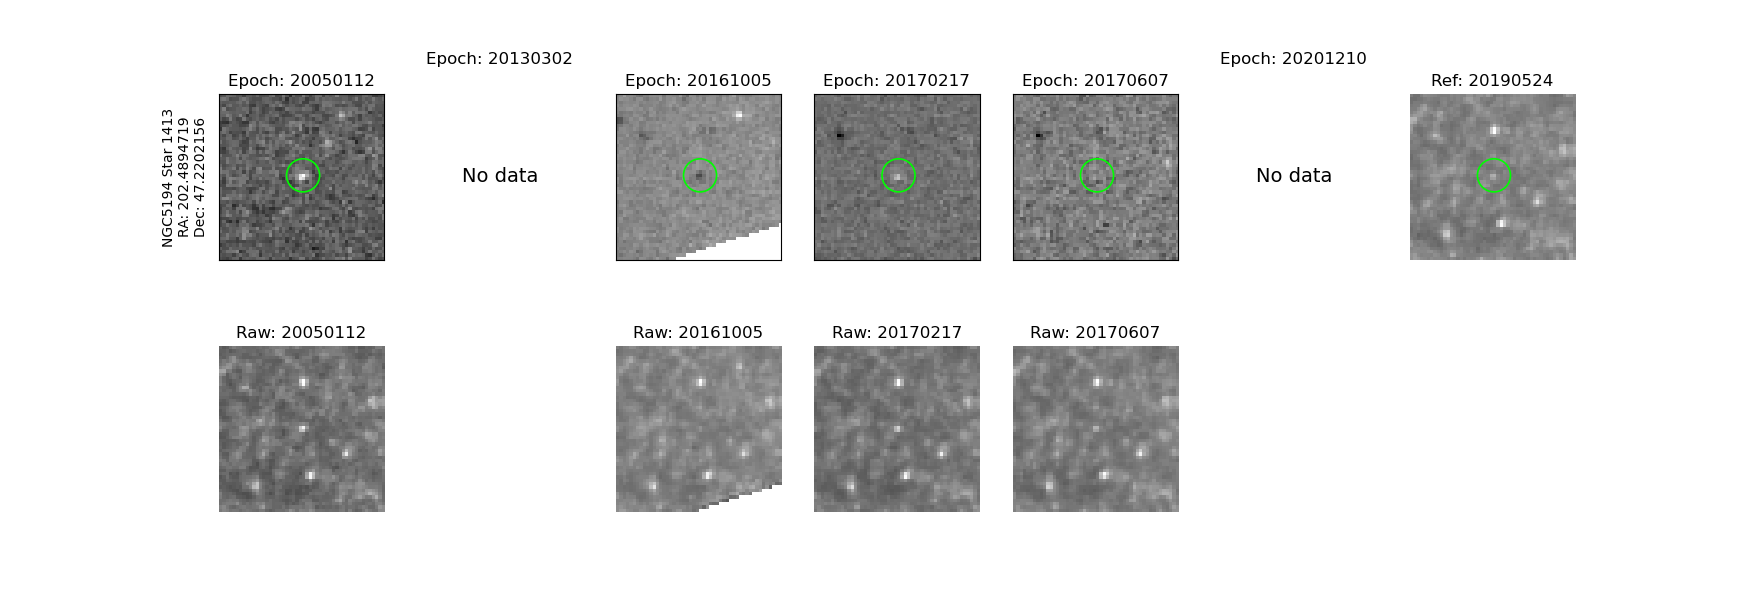 Epoch: 20130302
Epoch: 20201210
Epoch: 20050112
Epoch: 20161005
Epoch: 20170217
Epoch: 20170607
Ref: 20190524
NGC5194 Star 1413
RA: 202.4894719
Dec: 47.2202156
No data
No data
Raw: 20050112
Raw: 20161005
Raw: 20170217
Raw: 20170607